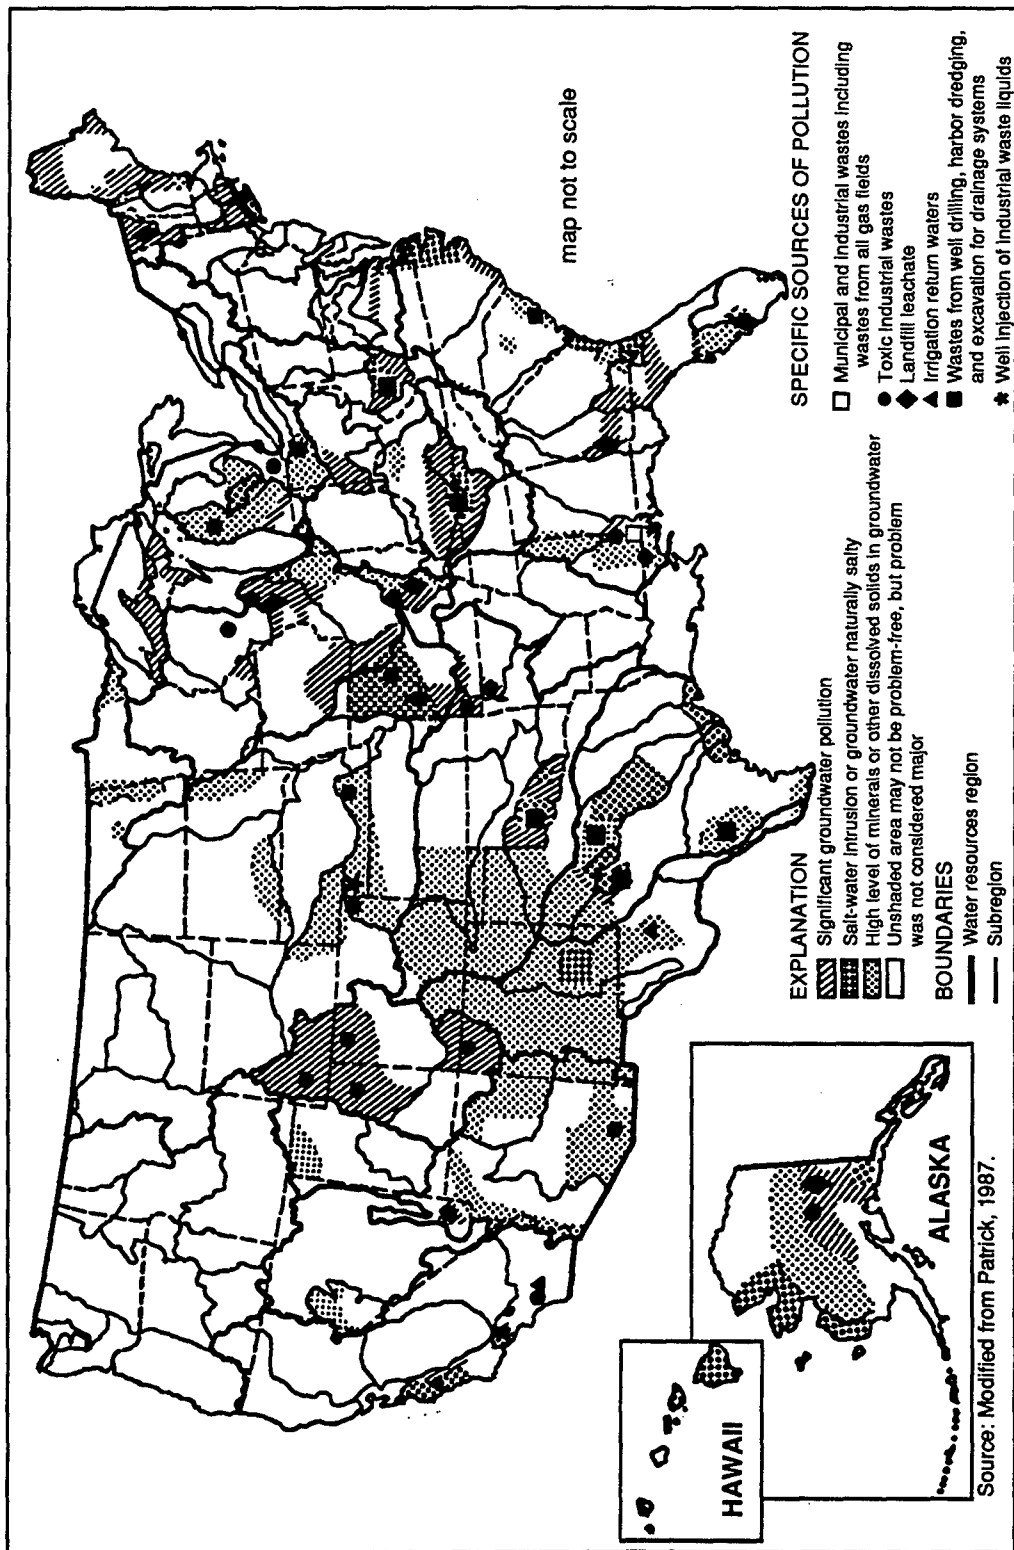 map not to scale
EXPLANATION
Significant groundwater pollution
Salt-water intrusion or groundwater naturally salty
High level of minerals or other dissolved solids in groundwater
Unshaded area may not be problem-free, but problem
was not considered major
BOUNDARIES
Water resources region
Subregion
SPECIFIC SOURCES OF POLLUTION
Municipal and industrial wastes including
wastes from all gas fields
Toxic industrial wastes
Landfill leachate
Irrigation return waters
Wastes from well drilling, harbor dredging,
and excavation for drainage systems
Well injection of industrial waste liquids
HAWAII
ALASKA
Source: Modified from Patrick, 1987.